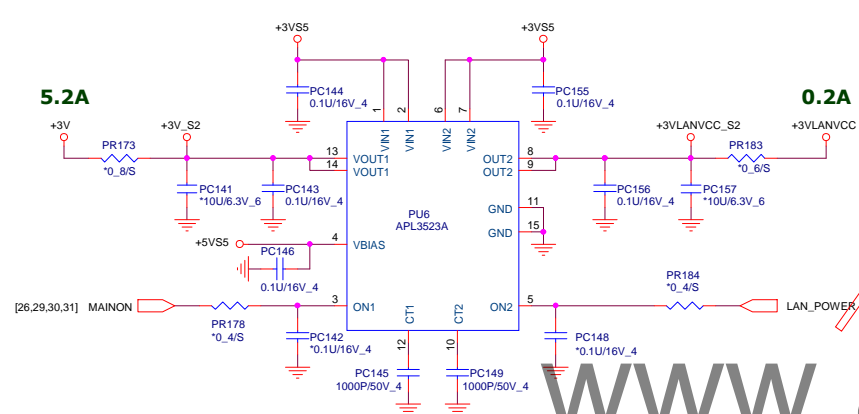 +3VS5
+3VS5
PC144
0.1U/16V_4
PC155
0.1U/16V_4
5.2A
0.2A
1
2
6
7
VIN1
VIN1
VIN2
VIN2
+3V
+3V_S2
+3VLANVCC_S2
+3VLANVCC
PR173
*0_8/S
PR183
*0_6/S
13
14
VOUT1
VOUT1
OUT2
OUT2
8
9
PC141
*10U/6.3V_6
PC143
0.1U/16V_4
PC156
0.1U/16V_4
PC157
*10U/6.3V_6
PU6
APL3523A
GND
11
GND
15
+5VS5
4
VBIAS
PC146
0.1U/16V_4
[26,29,30,31]
MAINON
PR178
*0_4/S
3
ON1
ON2
5
PR184
*0_4/S
LAN_POWER
PC142
*0.1U/16V_4
PC148
*0.1U/16V_4
CT1
CT2
12
10
PC145
1000P/50V_4
PC149
1000P/50V_4
www